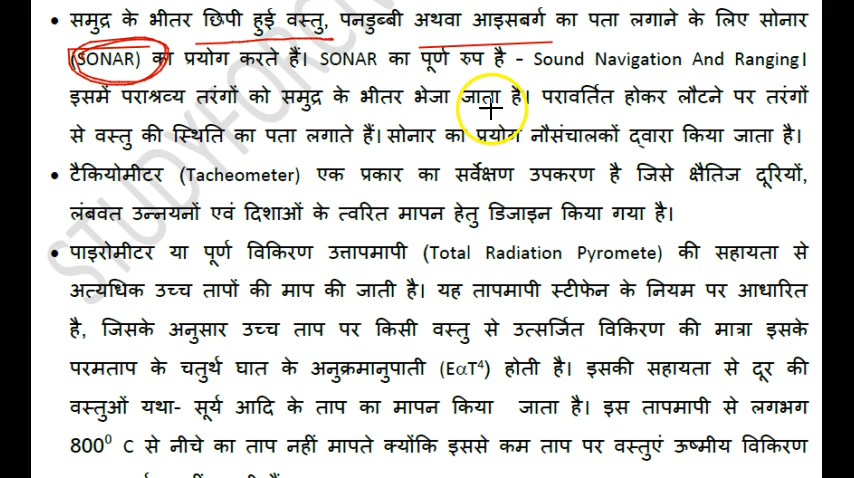 • समुद्र के भीतर छिपी हुई वस्तु, पनडुब्बी अथवा आइसबर्ग का पता लगाने के लिए सोनार
(SONAR) का प्रयोग करते हैं। SONAR का पूर्ण रुप है – Sound Navigation And Ranging।
इसमें पराश्रव्य तरंगों को समुद्र के भीतर भेजा जाता है। परावर्तित होकर लौटने पर तरंगों
से वस्तु की स्थिति का पता लगाते हैं। सोनार का प्रयोग नौसंचालकों द्वारा किया जाता है।
• टैकियोमीटर (Tacheometer) एक प्रकार का सर्वेक्षण उपकरण है जिसे क्षैतिज दूरियों,
लंबवत उन्नयनों एवं दिशाओं के त्वरित मापन हेतु डिजाइन किया गया है।
• पाइरोमीटर या पूर्ण विकिरण उत्तापमापी (Total Radiation Pyromete) की सहायता से
अत्यधिक उच्च तापों की माप की जाती है। यह तापमापी स्टीफेन के नियम पर आधारित
है, जिसके अनुसार उच्च ताप पर किसी वस्तु से उत्सर्जित विकिरण की मात्रा इसके
परमताप के चतुर्थ घात के अनुक्रमानुपाती (EαT⁴) होती है। इसकी सहायता से दूर की
वस्तुओं यथा- सूर्य आदि के ताप का मापन किया जाता है। इस तापमापी से लगभग
800⁰ C से नीचे का ताप नहीं मापते क्योंकि इससे कम ताप पर वस्तुएं ऊष्मीय विकिरण